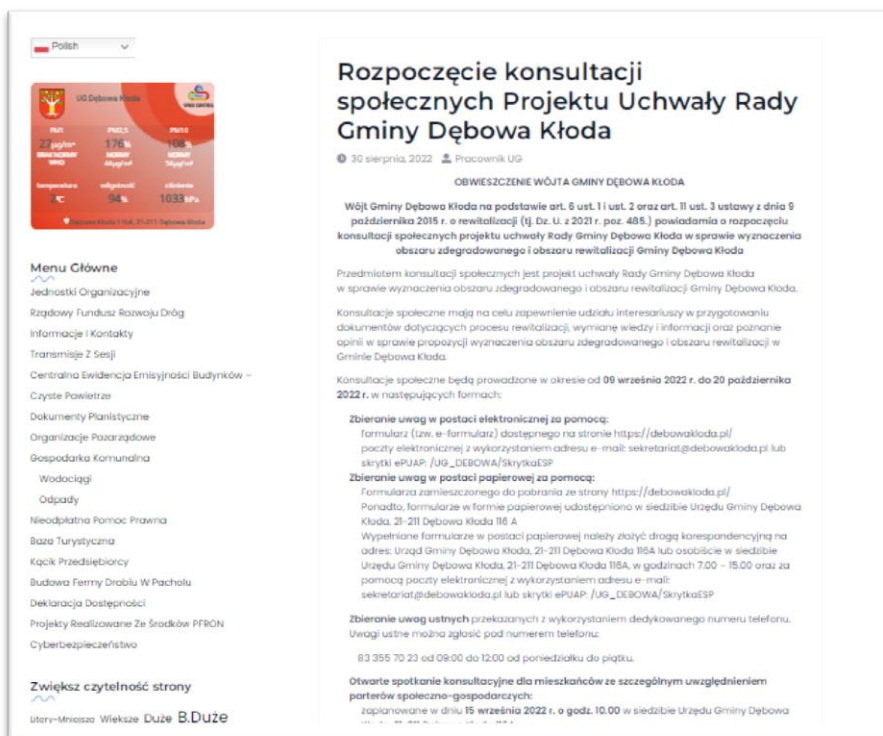 Polish
UG Dębowa Kłoda
PM1 PM2,5 PM10
27μg/m³ 176% 108%
BRAK NORMY WHO NORMY NORMY
temperatura wilgotność ciśnienie
2°C 94% 1033hPa
Dębowa Kłoda 116A, 21-211 Dębowa Kłoda
Menu Główne
Jednostki Organizacyjne
Rządowy Fundusz Rozwoju Dróg
Informacje I Kontakty
Transmisje Z Sesji
Centralna Ewidencja Emisyjności Budynków –
Czyste Powietrze
Dokumenty Planistyczne
Organizacje Pozarządowe
Gospodarka Komunalna
Wodociągi
Odpady
Nieodpłatna Pomoc Prawna
Baza Turystyczna
Kącik Przedsiębiorcy
Budowa Fermy Drobiu W Pacholu
Deklaracja Dostępności
Projekty Realizowane Ze Środków PFRON
Cyberbezpieczeństwo
Zwiększ czytelność strony
Litery-Mniejsze Większe Duże B.Duże
Rozpoczęcie konsultacji
społecznych Projektu Uchwały Rady
Gminy Dębowa Kłoda
30 sierpnia, 2022 Pracownik UG
OBWIESZCZENIE WÓJTA GMINY DĘBOWA KŁODA
Wójt Gminy Dębowa Kłoda na podstawie art. 6 ust. 1 i ust. 2 oraz art. 11 ust. 3 ustawy z dnia 9
października 2015 r. o rewitalizacji (tj. Dz. U. z 2021 r. poz. 485.) powiadamia o rozpoczęciu
konsultacji społecznych projektu uchwały Rady Gminy Dębowa Kłoda w sprawie wyznaczenia
obszaru zdegradowanego i obszaru rewitalizacji Gminy Dębowa Kłoda
Przedmiotem konsultacji społecznych jest projekt uchwały Rady Gminy Dębowa Kłoda
w sprawie wyznaczenia obszaru zdegradowanego i obszaru rewitalizacji Gminy Dębowa Kłoda.
Konsultacje społeczne mają na celu zapewnienie udziału interesariuszy w przygotowaniu
dokumentów dotyczących procesu rewitalizacji, wymianę wiedzy i informacji oraz poznanie
opinii w sprawie propozycji wyznaczenia obszaru zdegradowanego i obszaru rewitalizacji w
Gminie Dębowa Kłoda.
Konsultacje społeczne będą prowadzone w okresie od 09 września 2022 r. do 20 października
2022 r. w następujących formach:
Zbieranie uwag w postaci elektronicznej za pomocą:
formularz (tzw. e-formularz) dostępnego na stronie https://debowakloda.pl/
poczty elektronicznej z wykorzystaniem adresu e-mail: sekretariat@debowakloda.pl lub
skrytki ePUAP: /UG_DEBOWA/SkrytkaESP
Zbieranie uwag w postaci papierowej za pomocą:
Formularza zamieszczonego do pobrania ze strony https://debowakloda.pl/
Ponadto, formularze w formie papierowej udostępniono w siedzibie Urzędu Gminy Dębowa
Kłoda, 21-211 Dębowa Kłoda 116 A
Wypełnione formularze w postaci papierowej należy złożyć drogą korespondencyjną na
adres: Urząd Gminy Dębowa Kłoda, 21-211 Dębowa Kłoda 116A lub osobiście w siedzibie
Urzędu Gminy Dębowa Kłoda, 21-211 Dębowa Kłoda 116A, w godzinach 7.00 – 15.00 oraz za
pomocą poczty elektronicznej z wykorzystaniem adresu e-mail:
sekretariat@debowakloda.pl lub skrytki ePUAP: /UG_DEBOWA/SkrytkaESP
Zbieranie uwag ustnych przekazanych z wykorzystaniem dedykowanego numeru telefonu.
Uwagi ustne można zgłosić pod numerem telefonu:
83 355 70 23 od 09:00 do 12:00 od poniedziałku do piątku.
Otwarte spotkanie konsultacyjne dla mieszkańców ze szczególnym uwzględnieniem
parterów społeczno-gospodarczych:
zaplanowane w dniu 15 września 2022 r. o godz. 10.00 w siedzibie Urzędu Gminy Dębowa